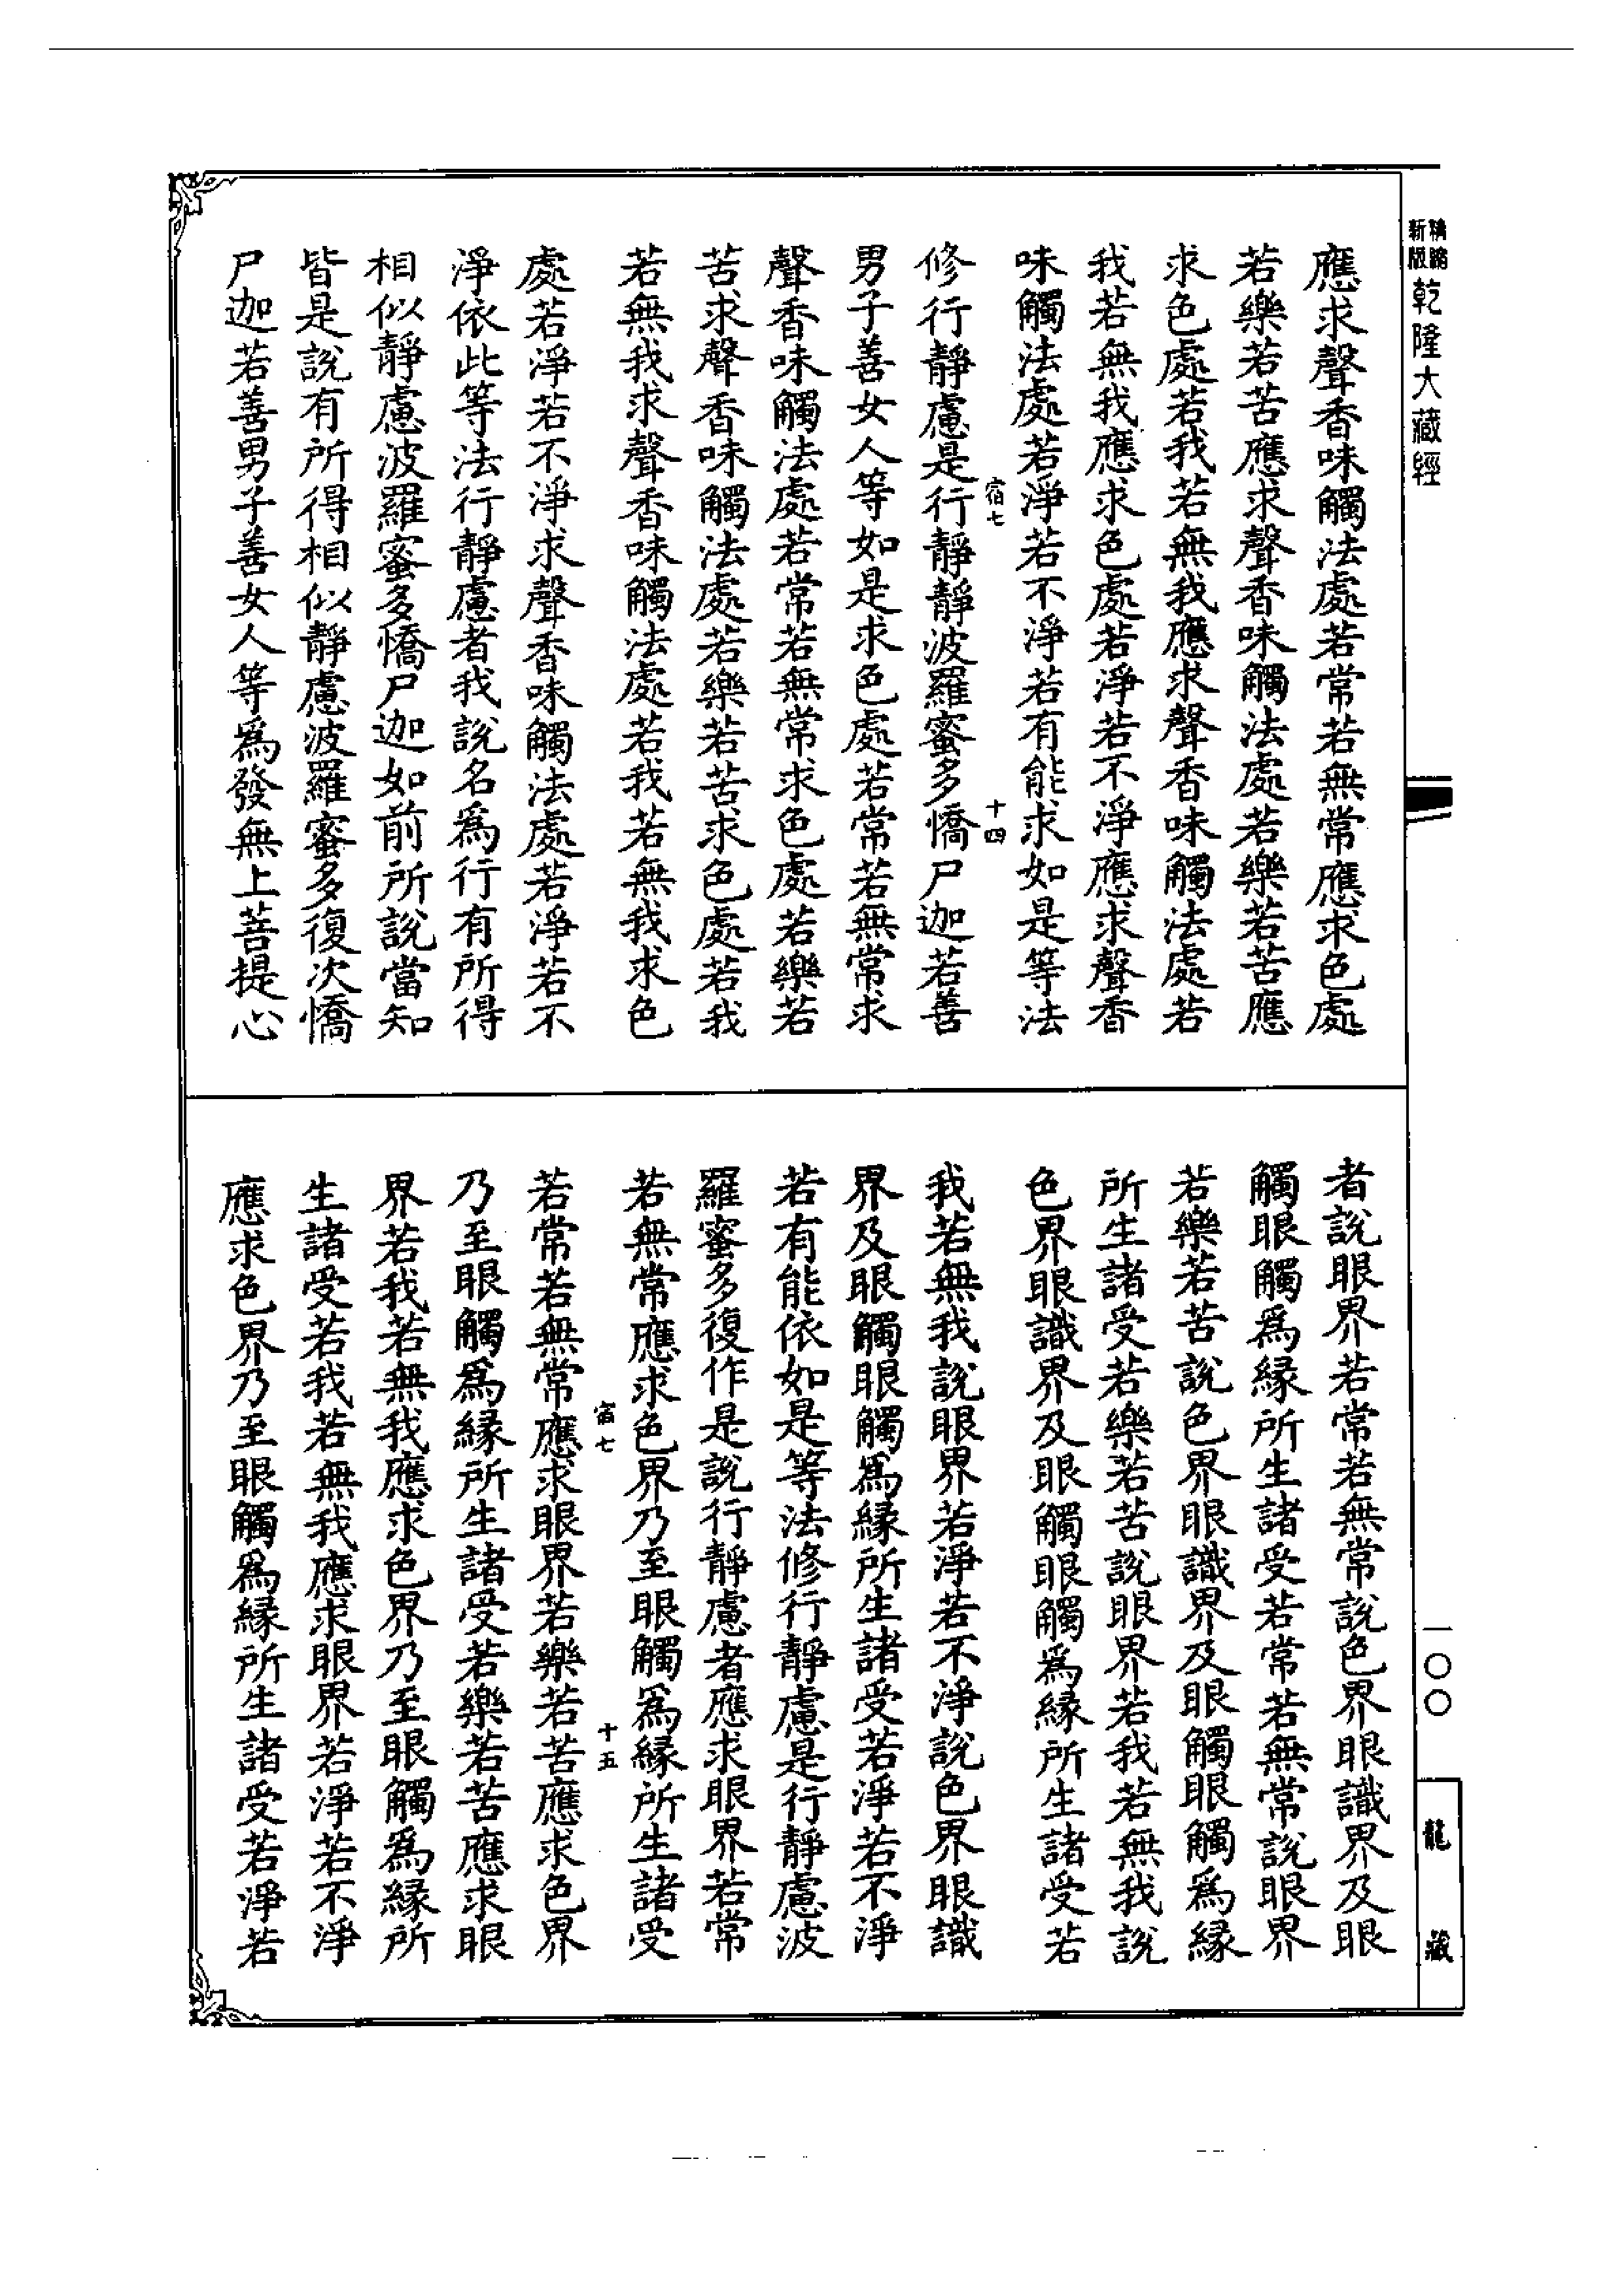 精縮新版乾隆大藏經
應求聲香味觸法處若常若無常應求色處
若樂若苦應求聲香味觸法處若樂若苦應
求色處若我若無我應求聲香味觸法處若
我若無我應求色處若淨若不淨應求聲香
味觸法處若淨若不淨若有能求如是等法
宿七 十四
修行靜慮是行靜靜波羅蜜多憍尸迦若善
男子善女人等如是求色處若常若無常求
聲香味觸法處若常若無常求色處若樂若
苦求聲香味觸法處若樂若苦求色處若我
若無我求聲香味觸法處若我若無我求色
處若淨若不淨求聲香味觸法處若淨若不
淨依此等法行靜慮者我說名爲行有所得
相似靜慮波羅蜜多憍尸迦如前所說當知
皆是說有所得相似靜慮波羅蜜多復次憍
尸迦若善男子善女人等爲發無上菩提心
一〇〇
龍藏
者說眼界若常若無常說色界眼識界及眼
觸眼觸爲緣所生諸受若常若無常說眼界
若樂若苦說色界眼識界及眼觸眼觸爲緣
所生諸受若樂若苦說眼界若我若無我說
色界眼識界及眼觸眼觸爲緣所生諸受若
我若無我說眼界若淨若不淨說色界眼識
界及眼觸眼觸爲緣所生諸受若淨若不淨
若有能依如是等法修行靜慮是行靜慮波
羅蜜多復作是說行靜慮者應求眼界若常
若無常應求色界乃至眼觸爲緣所生諸受
宿七 十五
若常若無常應求眼界若樂若苦應求色界
乃至眼觸爲緣所生諸受若樂若苦應求眼
界若我若無我應求色界乃至眼觸爲緣所
生諸受若我若無我應求眼界若淨若不淨
應求色界乃至眼觸爲緣所生諸受若淨若